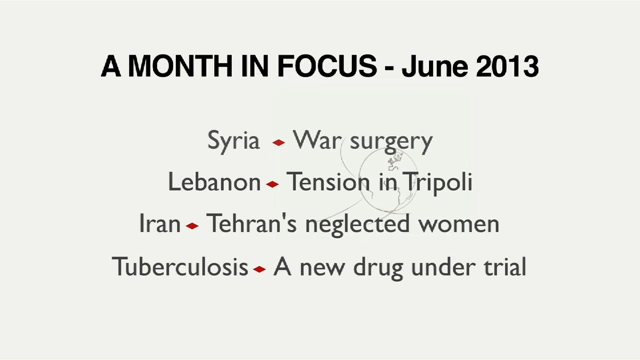 A MONTH IN FOCUS - June 2013
Syria ♦ War surgery
Lebanon ♦ Tension in Tripoli
Iran ♦ Tehran's neglected women
Tuberculosis ♦ A new drug under trial